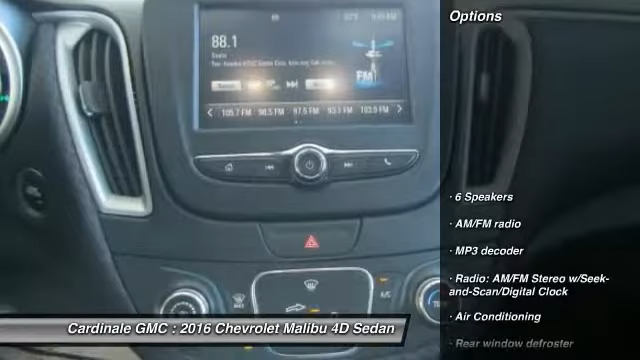 Options
88.1
FM
105.7 FM 96.5 FM 97.5 FM 93.1 FM 103.9 FM
A/C
· 6 Speakers
· AM/FM radio
· MP3 decoder
· Radio: AM/FM Stereo w/Seek-
and-Scan/Digital Clock
· Air Conditioning
· Rear window defroster
Cardinale GMC : 2016 Chevrolet Malibu 4D Sedan